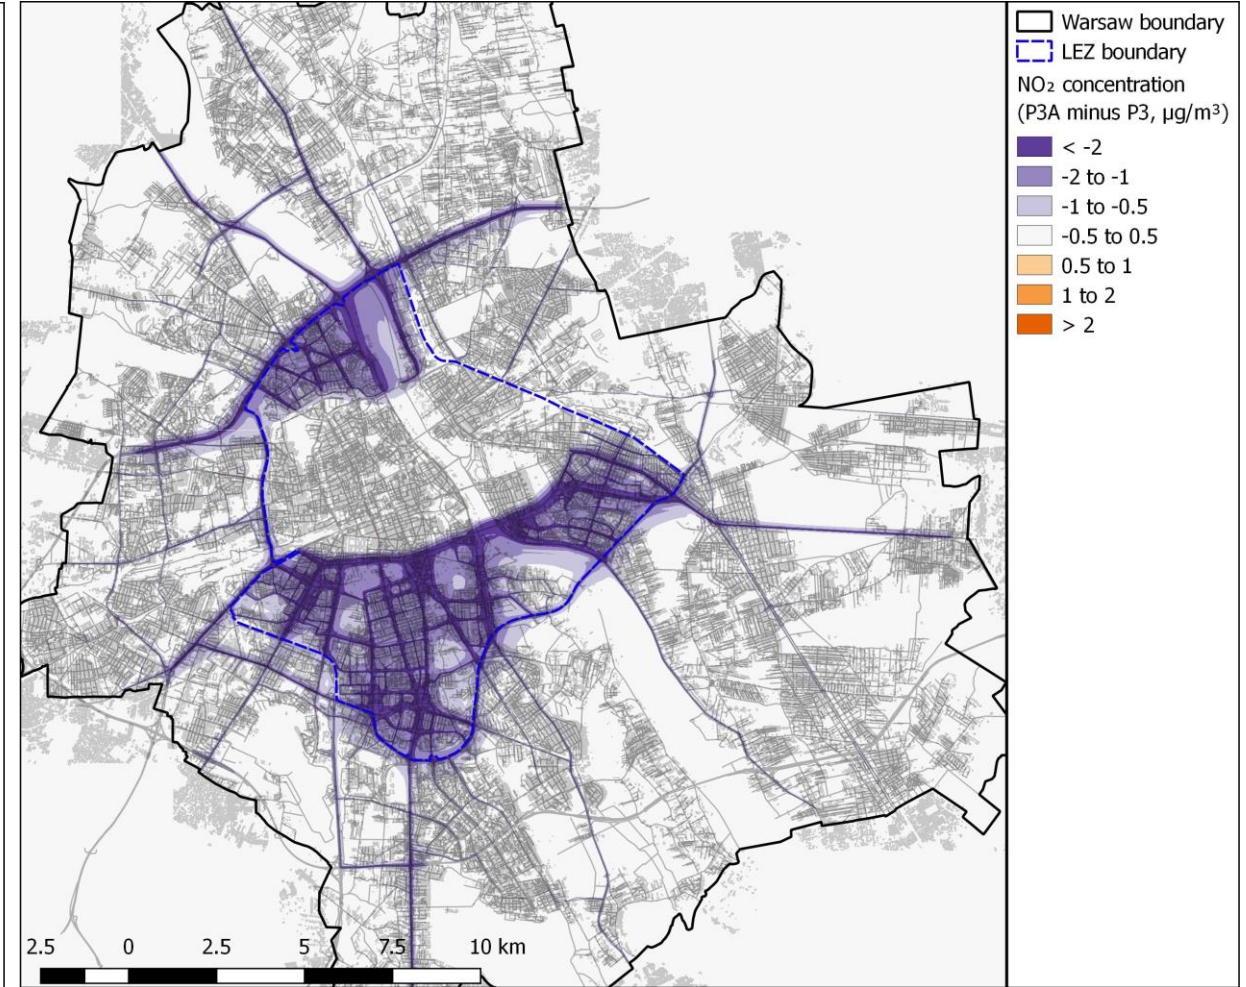 Warsaw boundary
LEZ boundary
NO₂ concentration
(P3A minus P3, µg/m³)
< -2
-2 to -1
-1 to -0.5
-0.5 to 0.5
0.5 to 1
1 to 2
> 2
2.5 0 2.5 5 7.5 10 km